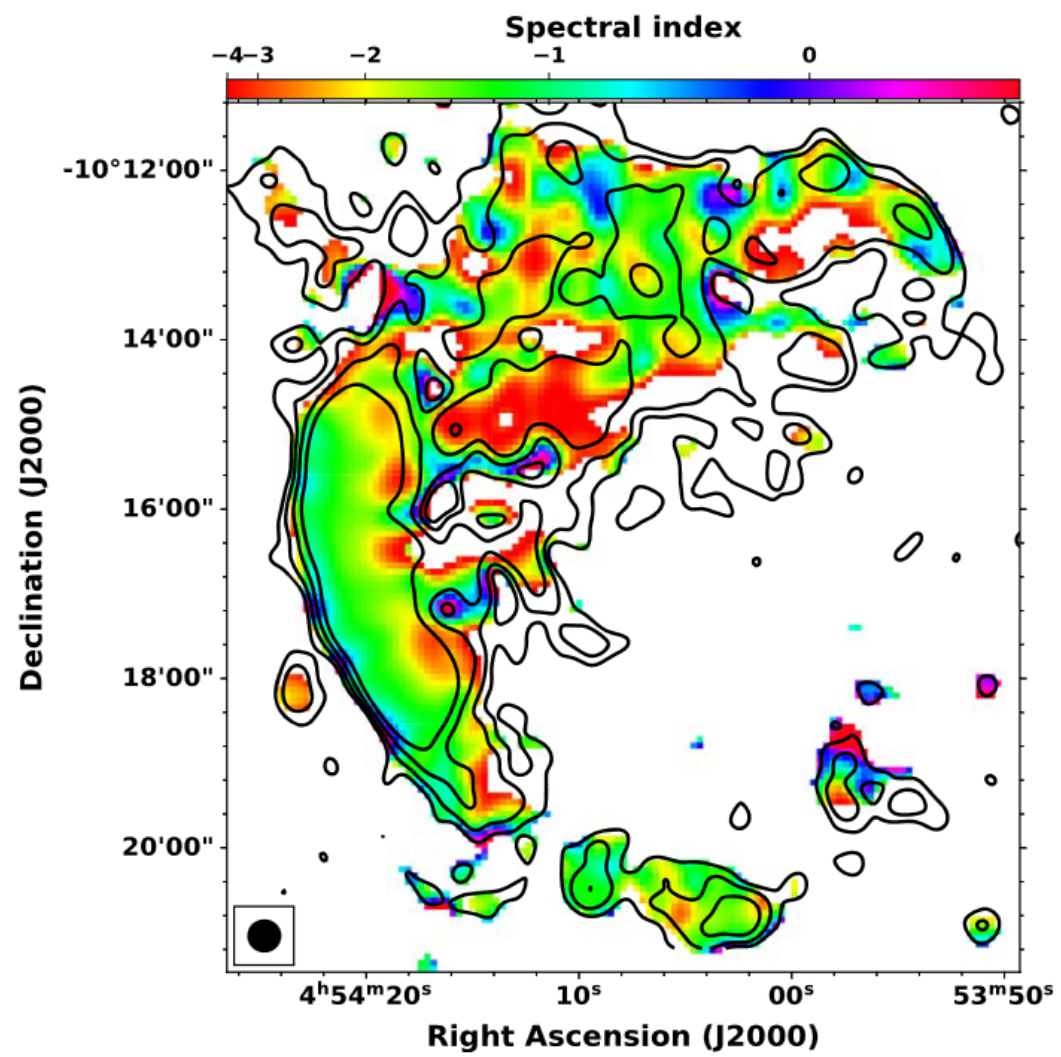 Spectral index
−4 −3 −2 −1 0
-10°12'00"
14'00"
16'00"
18'00"
20'00"
Declination (J2000)
4ʰ54ᵐ20ˢ 10ˢ 00ˢ 53ᵐ50ˢ
Right Ascension (J2000)